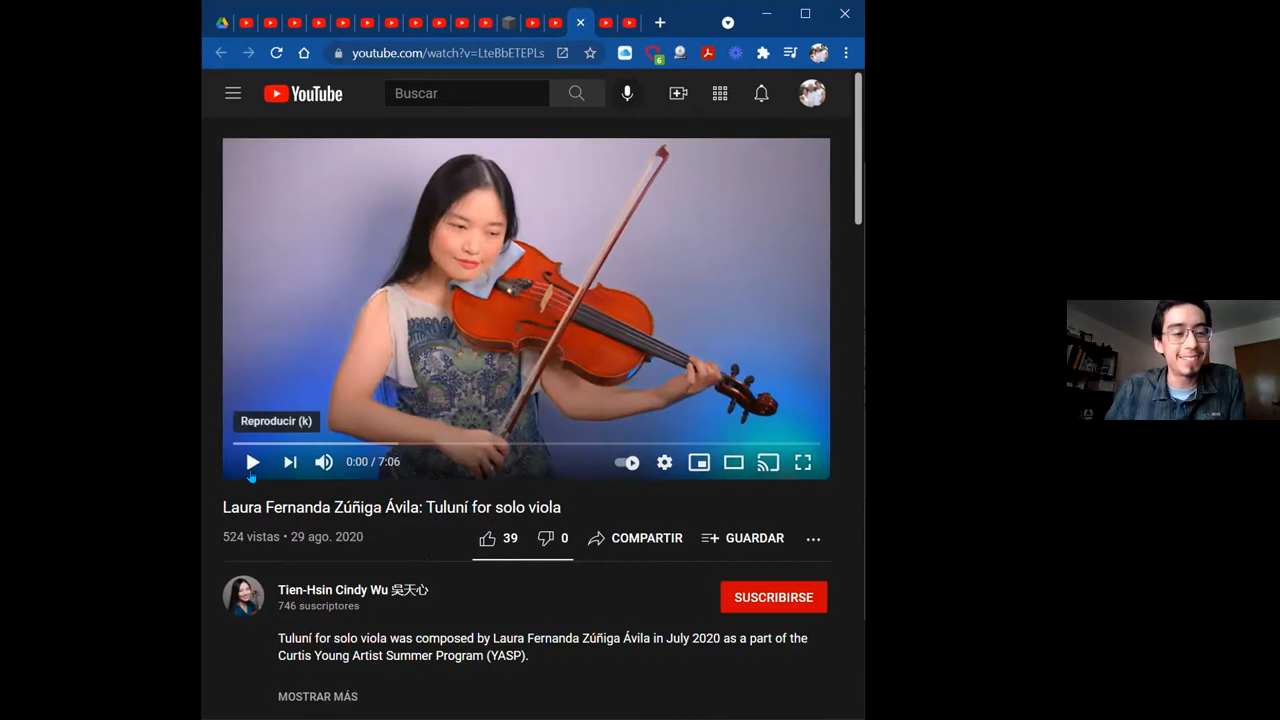 youtube.com/watch?v=LteBbETEPLs
6
YouTube
Buscar
Reproducir (k)
0:00 / 7:06
Laura Fernanda Zúñiga Ávila: Tuluní for solo viola
524 vistas • 29 ago. 2020
39
0
COMPARTIR
GUARDAR
Tien-Hsin Cindy Wu 吳天心
746 suscriptores
SUSCRIBIRSE
Tuluní for solo viola was composed by Laura Fernanda Zúñiga Ávila in July 2020 as a part of the
Curtis Young Artist Summer Program (YASP).
MOSTRAR MÁS